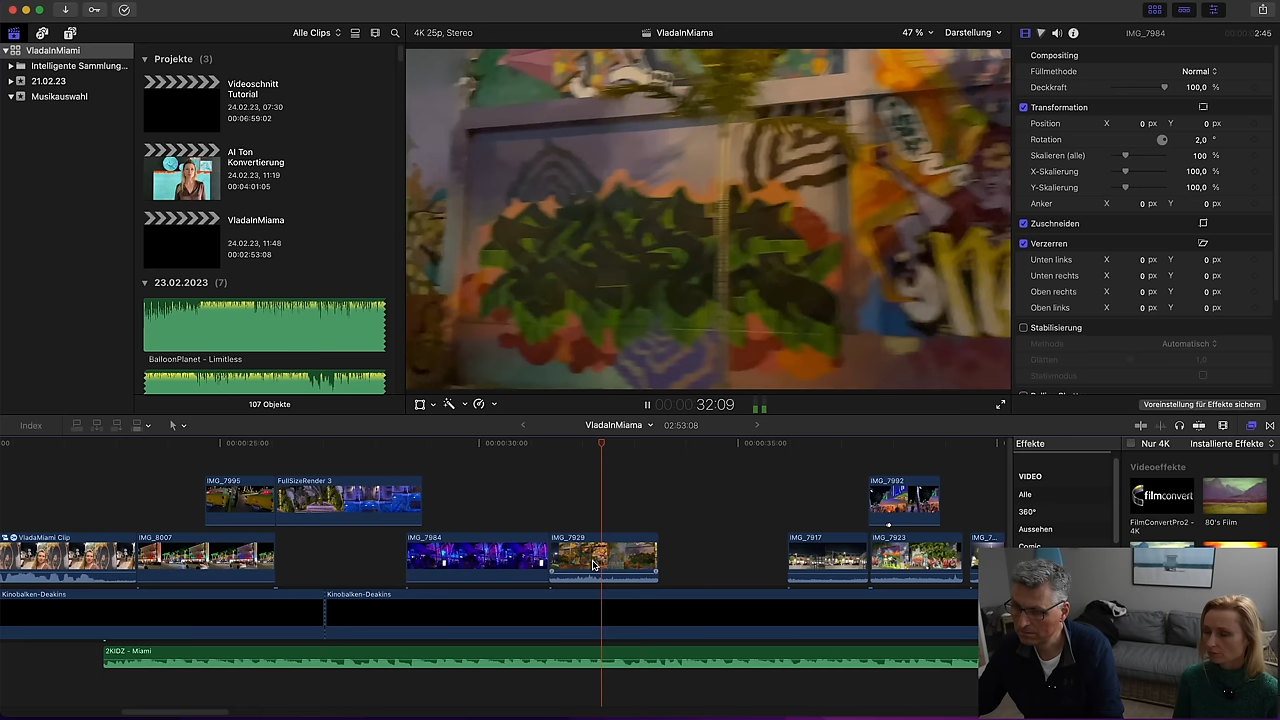 Alle Clips
4K 25p, Stereo
VladaInMiama
47 %
Darstellung
IMG_7984
2:45
VladaInMiami
Intelligente Sammlung...
21.02.23
Musikauswahl
Projekte (3)
Videoschnitt
Tutorial
24.02.23, 07:30
00:06:59:02
AI Ton
Konvertierung
24.02.23, 11:19
00:04:01:05
VladaInMiama
24.02.23, 11:48
00:02:53:08
23.02.2023 (7)
BalloonPlanet - Limitless
107 Objekte
00:00:32:09
Compositing
Füllmethode Normal
Deckkraft 100,0 %
Transformation
Position X 0 px Y 0 px
Rotation 2,0 °
Skalieren (alle) 100 %
X-Skalierung 100,0 %
Y-Skalierung 100,0 %
Anker X 0 px Y 0 px
Zuschneiden
Verzerren
Unten links X 0 px Y 0 px
Unten rechts X 0 px Y 0 px
Oben rechts X 0 px Y 0 px
Oben links X 0 px Y 0 px
Stabilisierung
Methode Automatisch
Glätten 1,0
Stativmodus
Voreinstellung für Effekte sichern
Index
VladaInMiama
02:53:08
00:00:25:00
00:00:30:00
00:00:35:00
IMG_7995
FullSizeRender 3
IMG_7992
VladaMiami Clip
IMG_8007
IMG_7984
IMG_7929
IMG_7917
IMG_7923
IMG_7...
Kinobalken-Deakins
Kinobalken-Deakins
2KIDZ - Miami
Effekte
Nur 4K
Installierte Effekte
VIDEO
Alle
360°
Aussehen
Comic
Videoeffekte
filmconvert
FilmConvertPro2 -
4K
80's Film